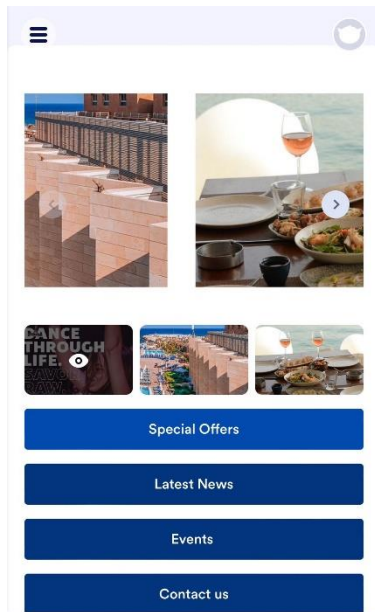 DANCE
THROUGH
LIFE.
Special Offers
Latest News
Events
Contact us